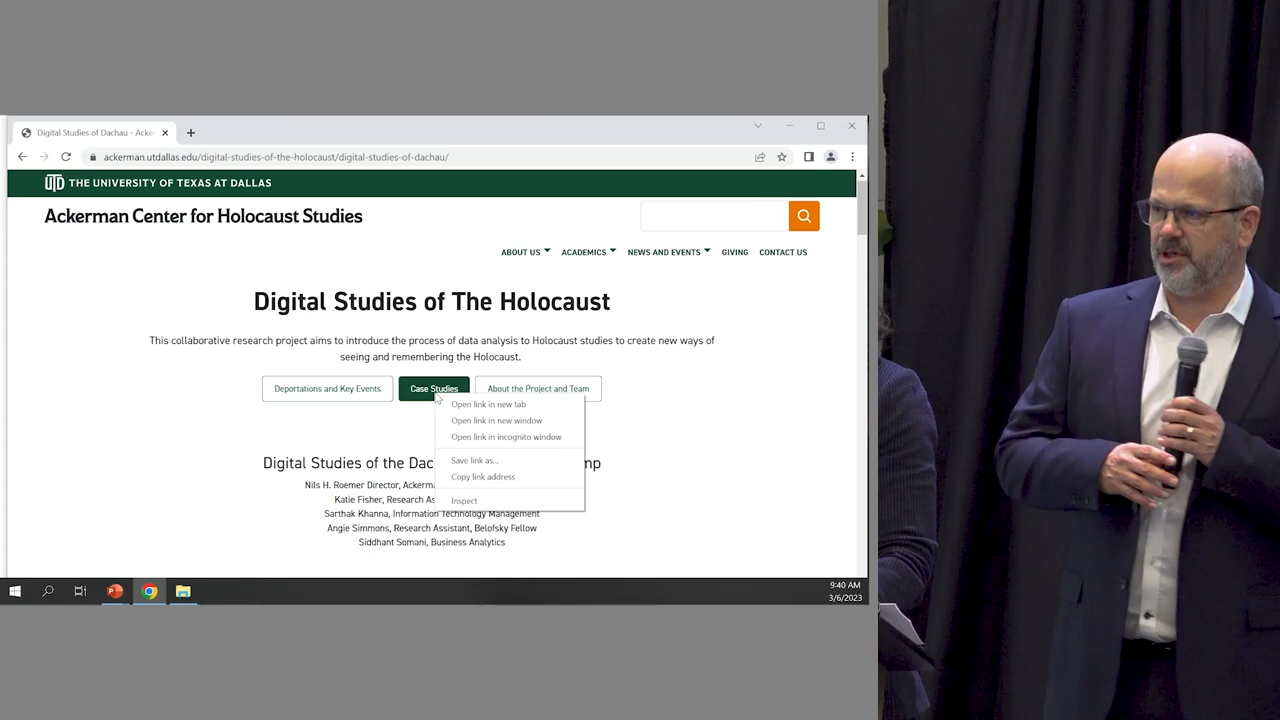 Digital Studies of Dachau - Acke
ackerman.utdallas.edu/digital-studies-of-the-holocaust/digital-studies-of-dachau/
UTD THE UNIVERSITY OF TEXAS AT DALLAS
Ackerman Center for Holocaust Studies
ABOUT US ACADEMICS NEWS AND EVENTS GIVING CONTACT US
Digital Studies of The Holocaust
This collaborative research project aims to introduce the process of data analysis to Holocaust studies to create new ways of
seeing and remembering the Holocaust.
Deportations and Key Events Case Studies About the Project and Team
Open link in new tab
Open link in new window
Open link in incognito window
Save link as...
Copy link address
Inspect
Digital Studies of the Dac mp
Nils H. Roemer Director, Ackerma
Katie Fisher, Research As
Sarthak Khanna, Information Technology Management
Angie Simmons, Research Assistant, Belofsky Fellow
Siddhant Somani, Business Analytics
9:40 AM
3/6/2023